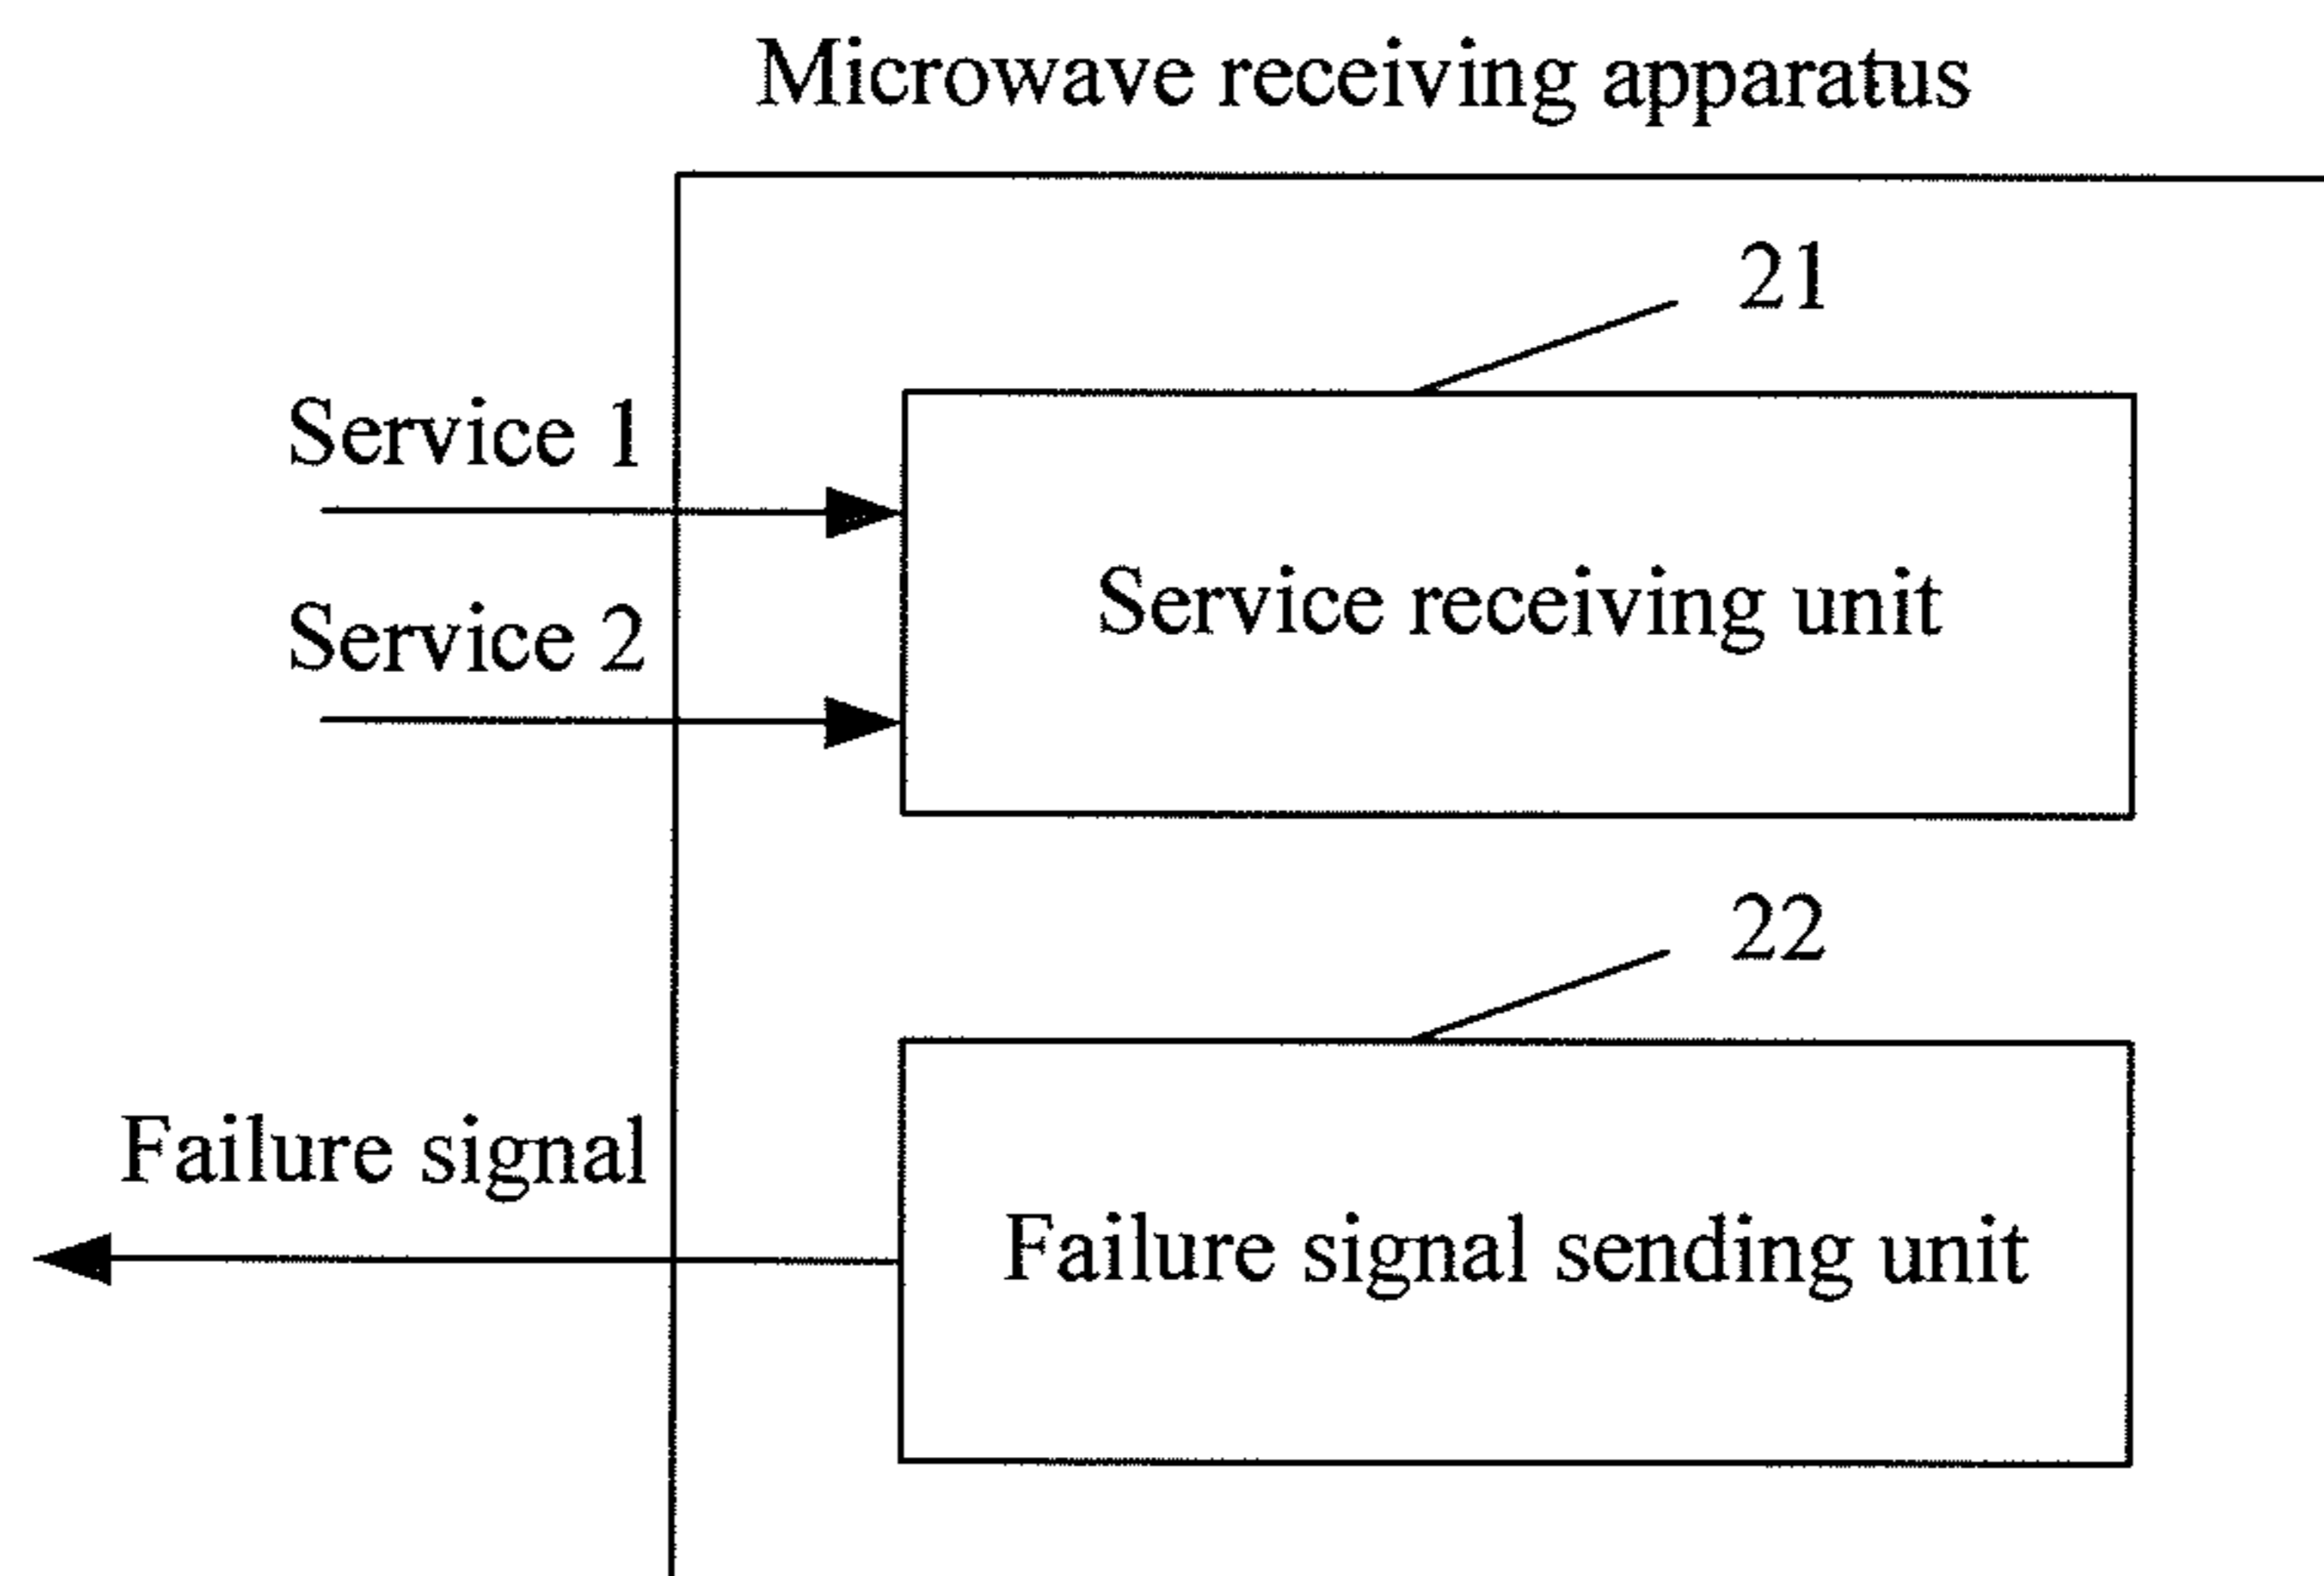 Microwave receiving apparatus
21
Service 1
Service receiving unit
Service 2
22
Failure signal
Failure signal sending unit